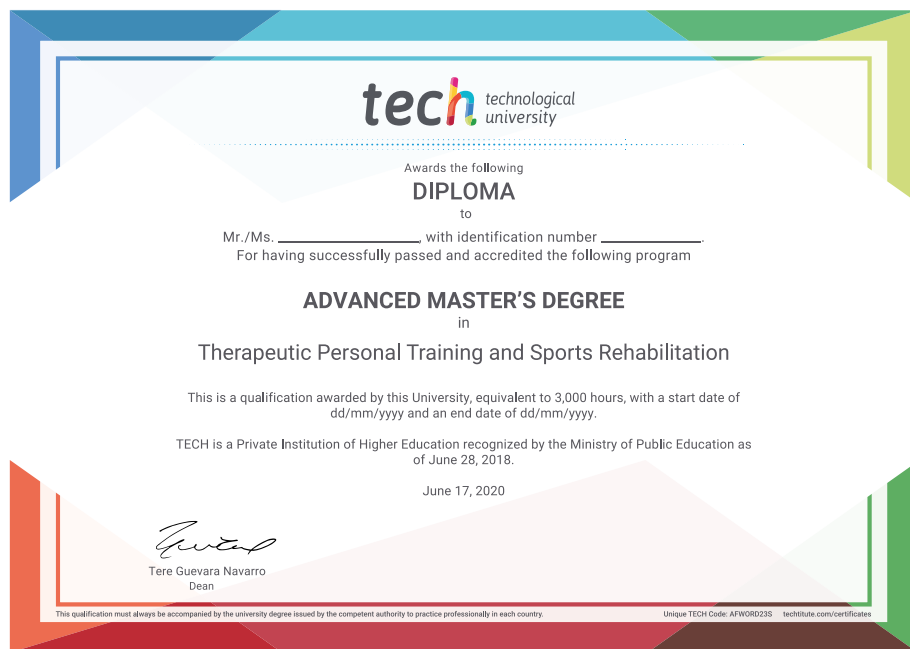 tech technological
university
Awards the following
DIPLOMA
to
Mr./Ms. ____________________, with identification number ______________.
For having successfully passed and accredited the following program
ADVANCED MASTER’S DEGREE
in
Therapeutic Personal Training and Sports Rehabilitation
This is a qualification awarded by this University, equivalent to 3,000 hours, with a start date of
dd/mm/yyyy and an end date of dd/mm/yyyy.
TECH is a Private Institution of Higher Education recognized by the Ministry of Public Education as
of June 28, 2018.
June 17, 2020
Tere Guevara Navarro
Dean
This qualification must always be accompanied by the university degree issued by the competent authority to practice professionally in each country. Unique TECH Code: AFWORD23S techtitute.com/certificates